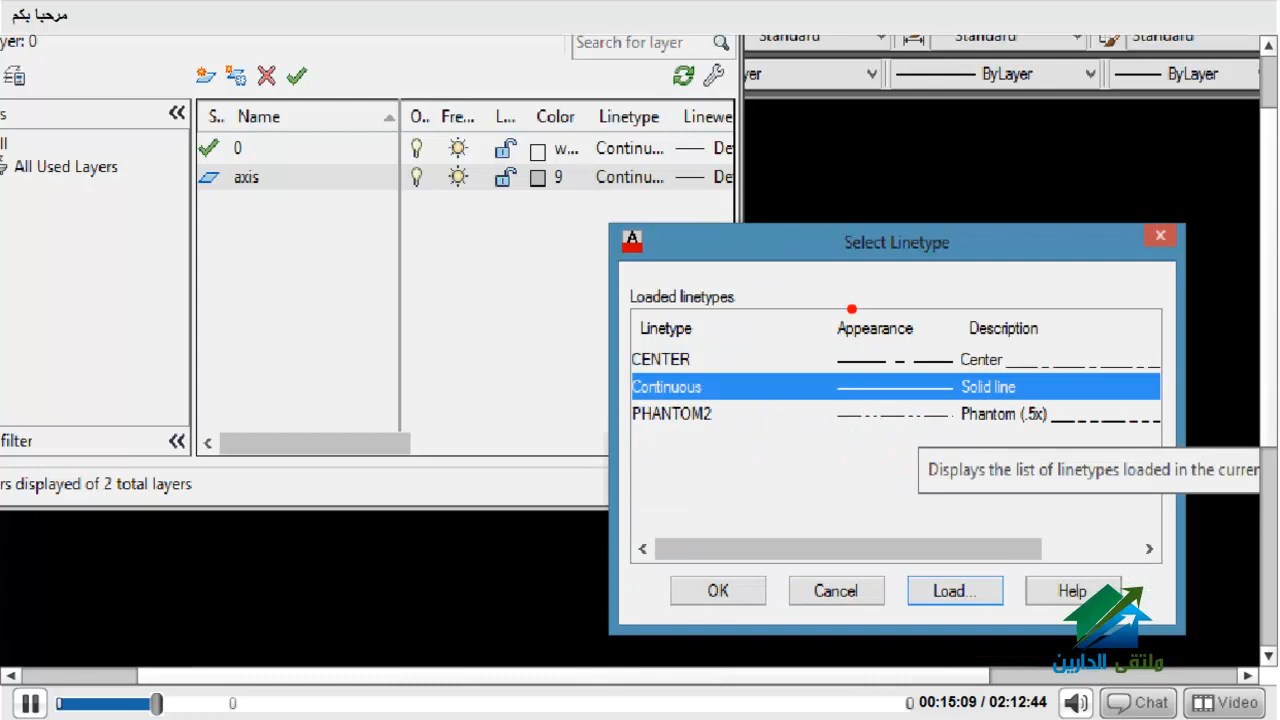 مرحبا بكم
yer: 0
Search for layer
Standard
Standard
Standard
yer
ByLayer
ByLayer
s
S.. Name O.. Fre... L... Color Linetype Linewe
ll
All Used Layers
0 w... Continu... De
axis 9 Continu... De
filter
rs displayed of 2 total layers
Select Linetype
Loaded linetypes
Linetype Appearance Description
CENTER Center
Continuous Solid line
PHANTOM2 Phantom (.5x)
Displays the list of linetypes loaded in the curren
OK Cancel Load... Help
ملتقى الدارين
0 0 00:15:09 / 02:12:44 Chat Video